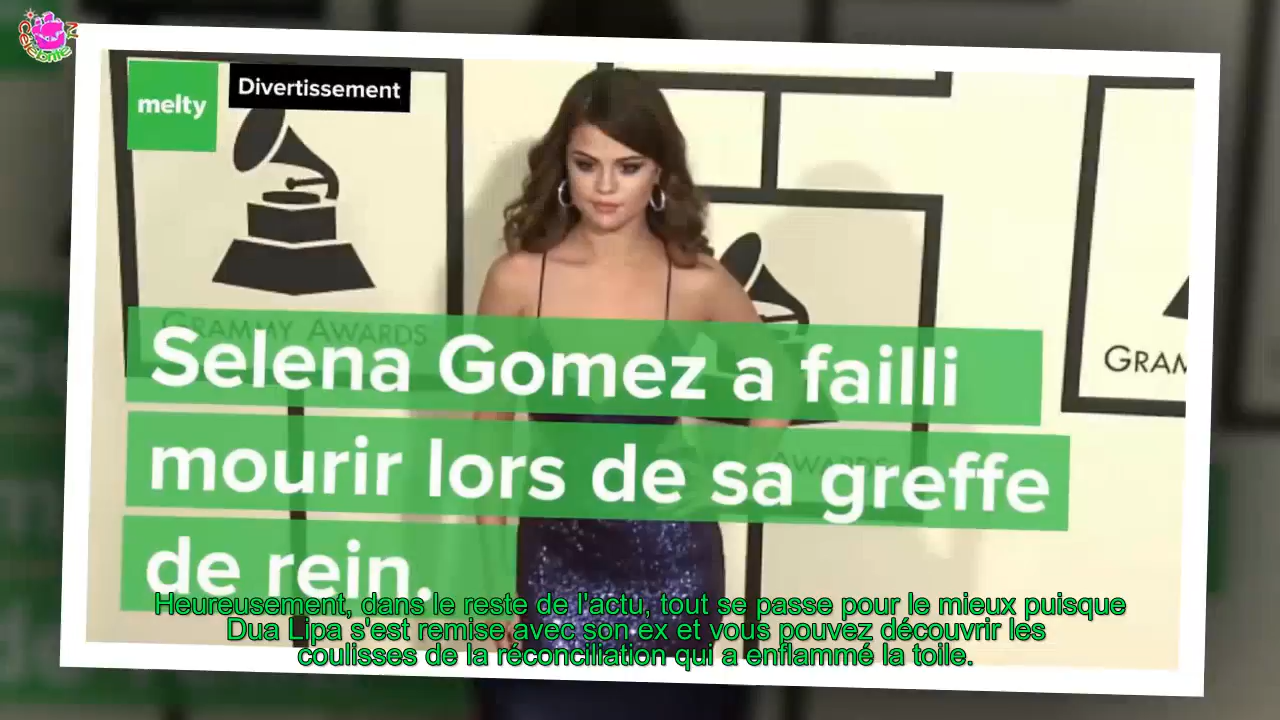 Célébrité
melty
Divertissement
GRAMMY AWARDS
GRAM
AWARDS
Selena Gomez a failli
mourir lors de sa greffe
de rein.
Heureusement, dans le reste de l'actu, tout se passe pour le mieux puisque
Dua Lipa s'est remise avec son ex et vous pouvez découvrir les
coulisses de la réconciliation qui a enflammé la toile.